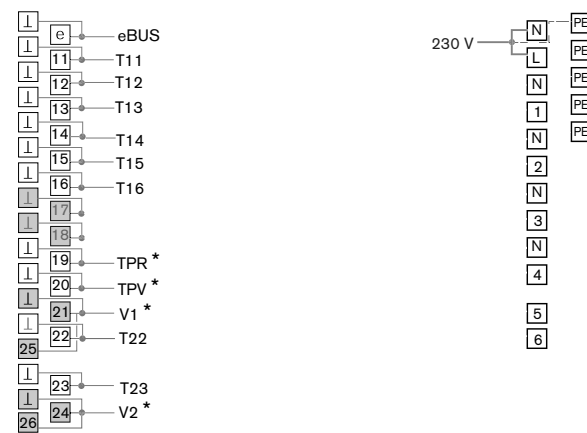 ⊥
e eBUS
⊥
11 T11
⊥
12 T12
⊥
13 T13
⊥
14 T14
⊥
15 T15
⊥
16 T16
⊥
17
⊥
18
⊥
19 TPR *
⊥
20 TPV *
⊥
21 V1 *
⊥
22 T22
25
⊥
23 T23
⊥
24 V2 *
26
230 V
N PE
L PE
N PE
1 PE
N PE
2
N
3
N
4
5
6